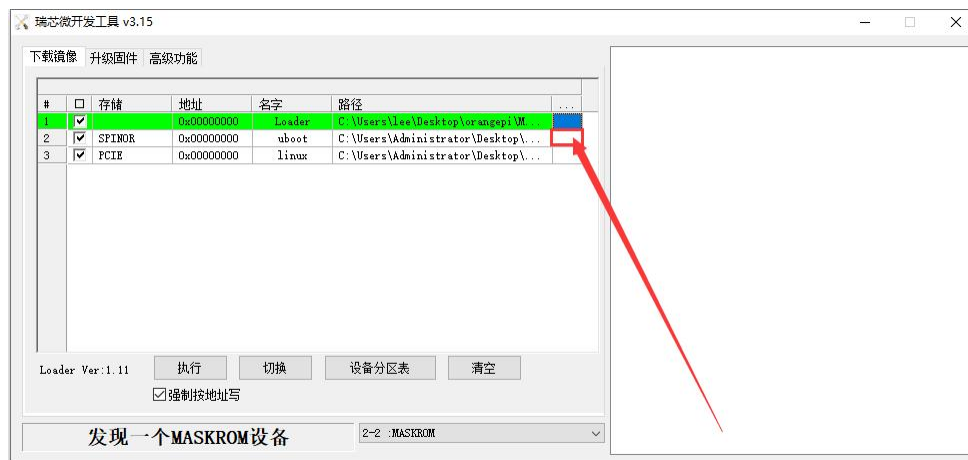 瑞芯微开发工具 v3.15
下载镜像 升级固件 高级功能
# 存储 地址 名字 路径 ...
1 0x00000000 Loader C:\Users\lee\Desktop\orangepi\M...
2 SPINOR 0x00000000 uboot C:\Users\Administrator\Desktop\...
3 PCIE 0x00000000 linux C:\Users\Administrator\Desktop\...
Loader Ver:1.11 执行 切换 设备分区表 清空
强制按地址写
发现一个MASKROM设备 2-2 :MASKROM